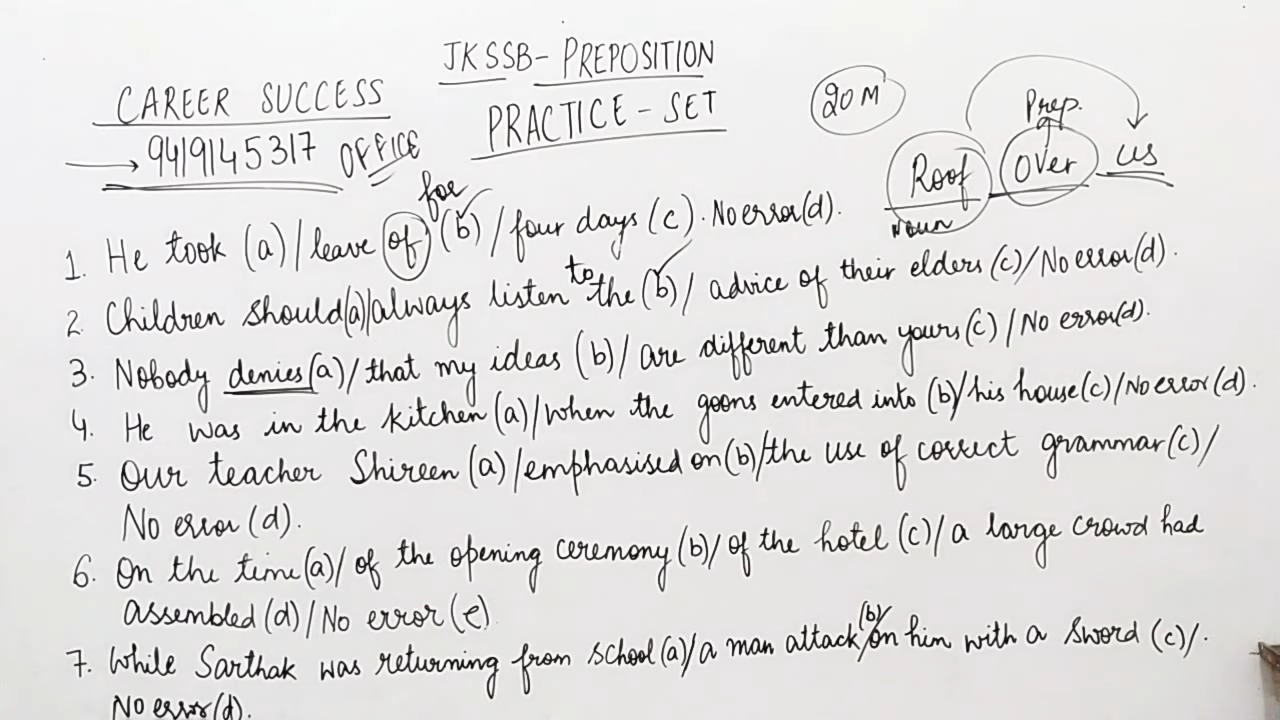 JKSSB- PREPOSITION
PRACTICE - SET
CAREER SUCCESS
→ 9419145317 OFFICE
20 M
Prep.
Roof Over us
Noun
for
1. He took (a)/leave of (b)/four days (c). No error(d).
to
2. Children should(a)/always listen the (b)/ advice of their elders (c)/No error(d).
3. Nobody denies(a)/that my ideas (b)/ are different than yours(c)/No error(d).
4. He was in the kitchen (a)/when the goons entered into (b)/his house(c)/No error(d).
5. Our teacher Shireen (a)/emphasised on(b)/the use of correct grammar(c)/
No error (d).
6. On the time(a)/ of the opening ceremony (b)/ of the hotel (c)/ a large crowd had
assembled (d)/No error (e)
7. While Sarthak was returning from school(a)/a man attack (b)/on him with a sword (c)/.
No error(d).